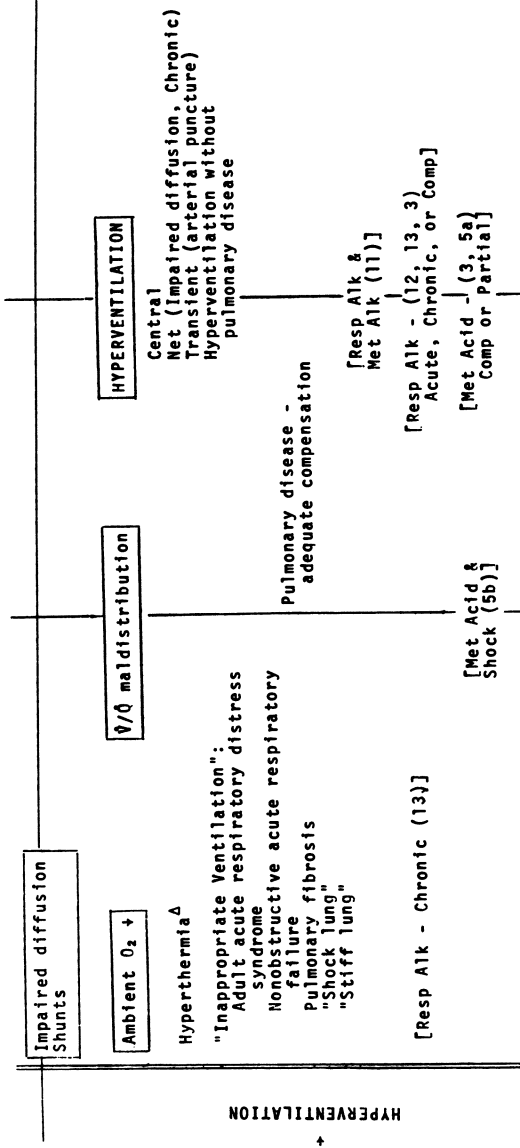 Impaired diffusion
Shunts
Ambient O₂ ↓
Hyperthermia^Δ
"Inappropriate Ventilation":
Adult acute respiratory distress
syndrome
Nonobstructive acute respiratory
failure
Pulmonary fibrosis
"Shock lung"
"Stiff lung"
[Resp Alk - Chronic (13)]
V̇/Q̇ maldistribution
Pulmonary disease -
adequate compensation
[Met Acid &
Shock (5b)]
HYPERVENTILATION
Central
Net (Impaired diffusion, Chronic)
Transient (arterial puncture)
Hyperventilation without
pulmonary disease
[Resp Alk &
Met Alk (11)]
[Resp Alk - (12, 13, 3)
Acute, Chronic, or Comp]
[Met Acid - (3, 5a)
Comp or Partial]
HYPERVENTILATION